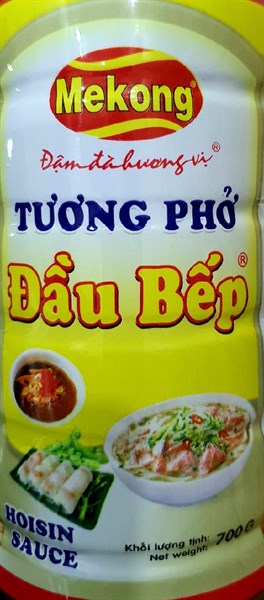 Mekong
Đậm đà hương vị ®
TƯƠNG PHỞ
Đầu Bếp ®
HOISIN
SAUCE
Khối lượng tịnh:
Net weight: 700 G